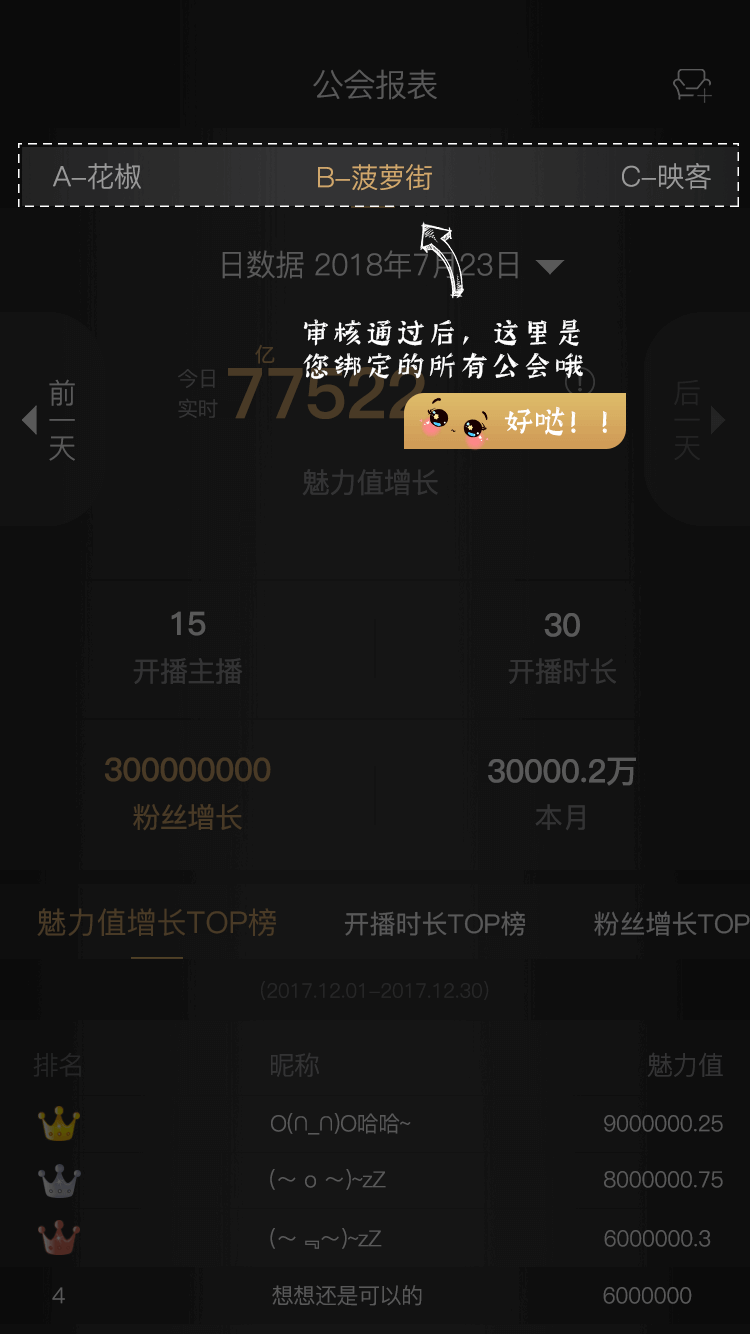 公会报表
A–花椒 B–菠萝街 C–映客
日数据 2018年7月23日
审核通过后，这里是
您绑定的所有公会哦
亿
今日
实时
77522
前一天
后一天
好哒！！
魅力值增长
15 30
开播主播 开播时长
300000000 30000.2万
粉丝增长 本月
魅力值增长TOP榜 开播时长TOP榜 粉丝增长TOP
(2017.12.01–2017.12.30)
排名 昵称 魅力值
O(∩_∩)O哈哈~ 9000000.25
(～ o ～)~zZ 8000000.75
(～ ﹃～)~zZ 6000000.3
4 想想还是可以的 6000000